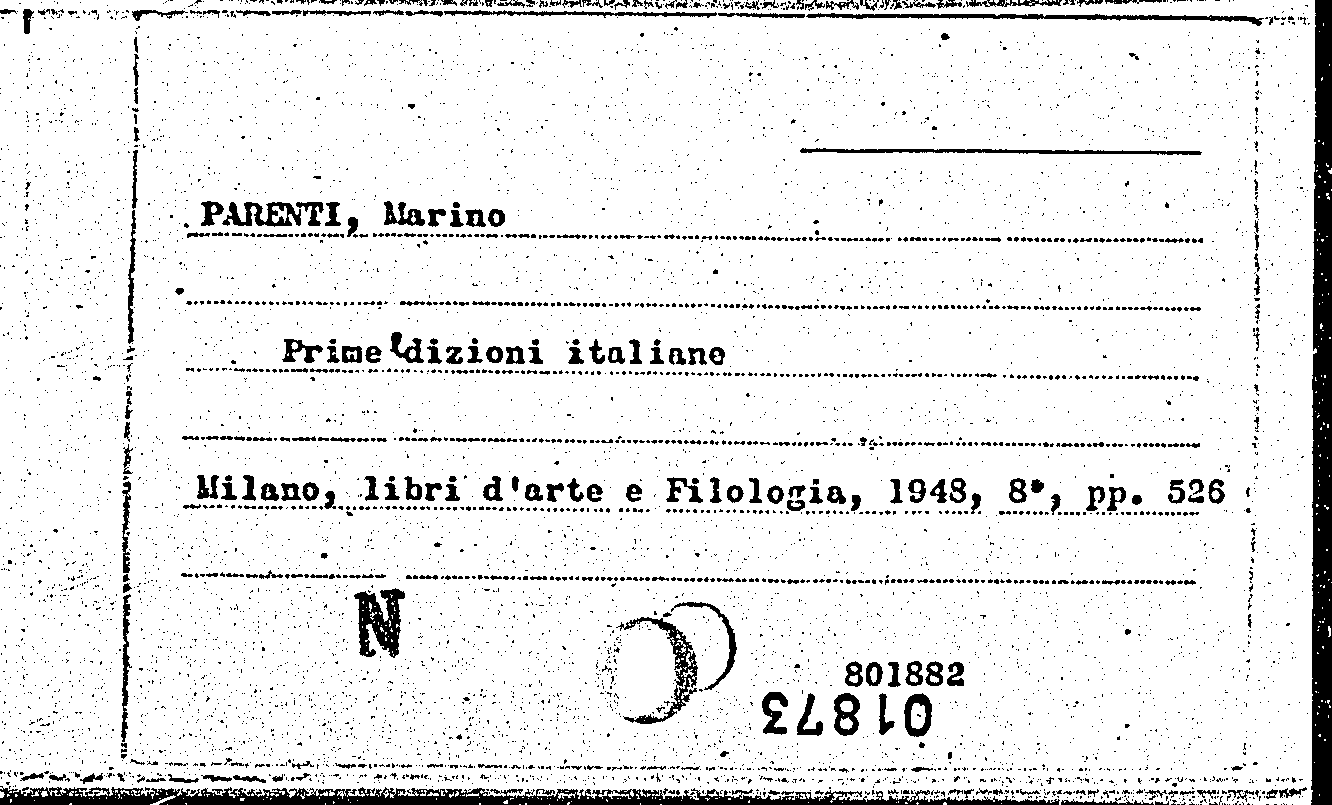 PARENTI, Marino
Prime edizioni italiane
Milano, libri d'arte e Filologia, 1948, 8°, pp. 526
N
801882
01873